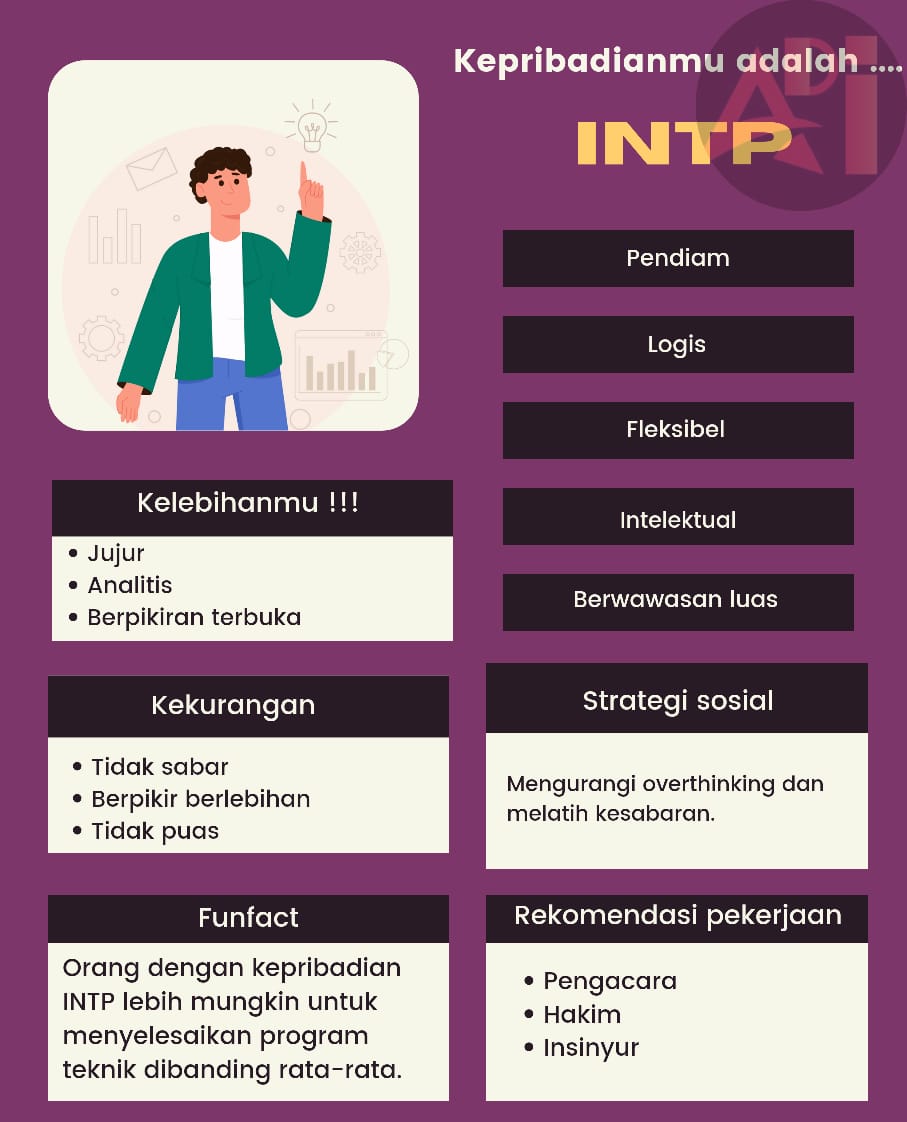 Kepribadianmu adalah ....
INTP
Pendiam
Logis
Fleksibel
Intelektual
Berwawasan luas
Kelebihanmu !!!
• Jujur
• Analitis
• Berpikiran terbuka
Kekurangan
• Tidak sabar
• Berpikir berlebihan
• Tidak puas
Strategi sosial
Mengurangi overthinking dan
melatih kesabaran.
Funfact
Orang dengan kepribadian
INTP lebih mungkin untuk
menyelesaikan program
teknik dibanding rata-rata.
Rekomendasi pekerjaan
• Pengacara
• Hakim
• Insinyur